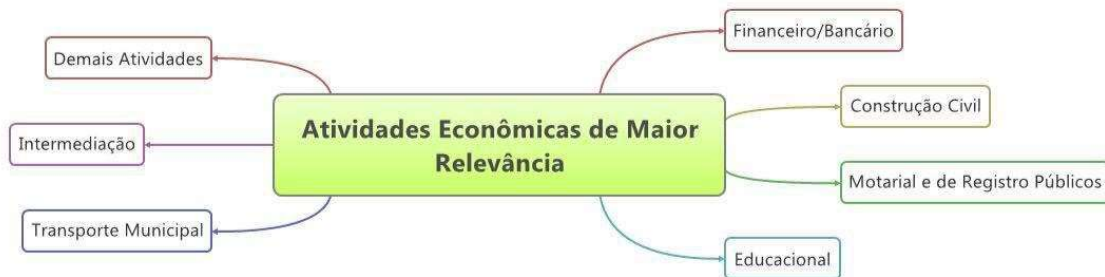 Financeiro/Bancário
Demais Atividades
Construção Civil
Atividades Econômicas de Maior
Relevância
Intermediação
Motarial e de Registro Públicos
Transporte Municipal
Educacional